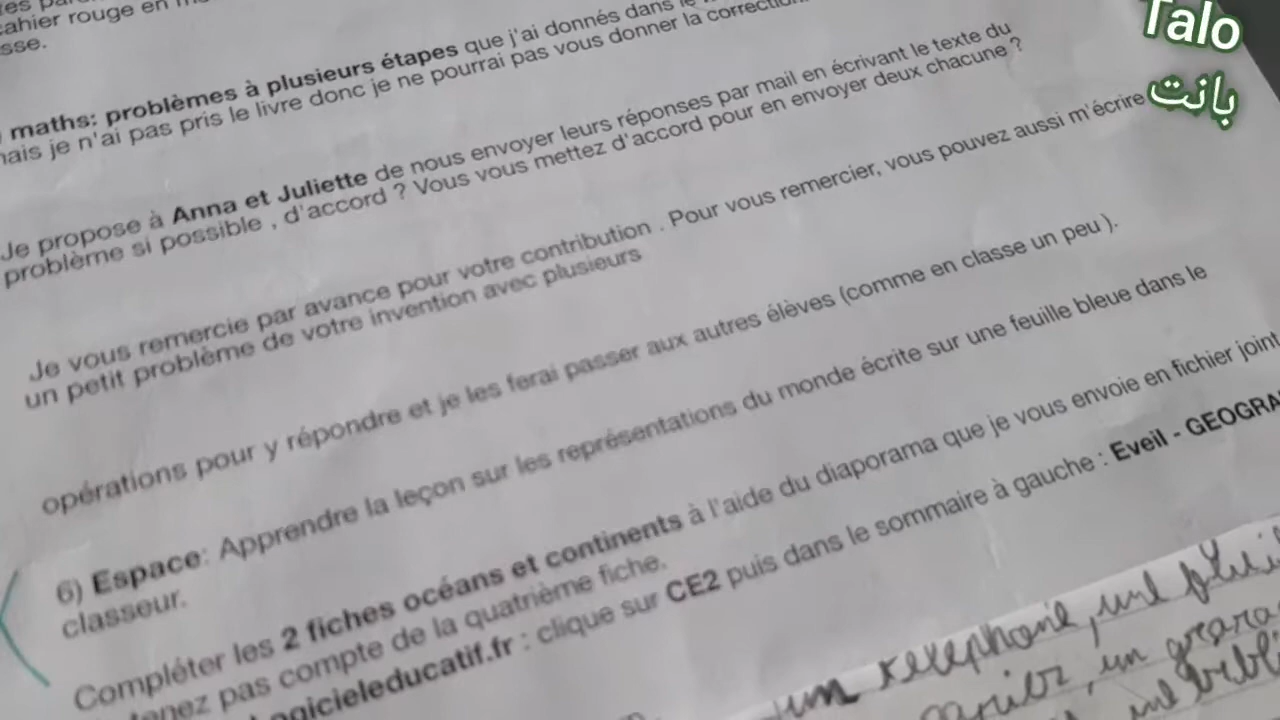 cahier rouge en
sse.
maths: problèmes à plusieurs étapes que j'ai donnés dans le
mais je n'ai pas pris le livre donc je ne pourrai pas vous donner la correction
Je propose à Anna et Juliette de nous envoyer leurs réponses par mail en écrivant le texte du
problème si possible , d'accord ? Vous vous mettez d'accord pour en envoyer deux chacune ?
Je vous remercie par avance pour votre contribution . Pour vous remercier, vous pouvez aussi m'écrire
un petit problème de votre invention avec plusieurs
opérations pour y répondre et je les ferai passer aux autres élèves (comme en classe un peu ).
6) Espace: Apprendre la leçon sur les représentations du monde écrite sur une feuille bleue dans le
classeur.
Compléter les 2 fiches océans et continents à l'aide du diaporama que je vous envoie en fichier joint
tenez pas compte de la quatrième fiche.
logicieleducatif.fr : clique sur CE2 puis dans le sommaire à gauche : Eveil - GEOGRA
un téléphone, une
un
une
Talo
بانت